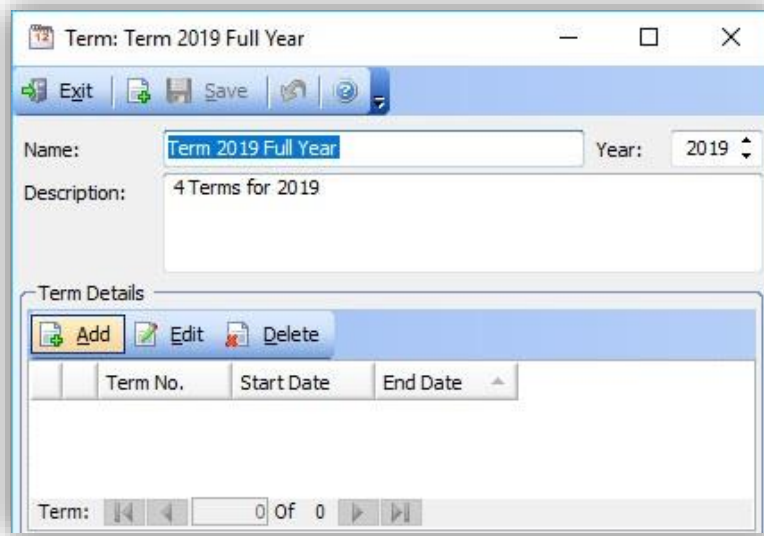 12
Term: Term 2019 Full Year
Exit Save
Name: Term 2019 Full Year Year: 2019
Description: 4 Terms for 2019
Term Details
Add Edit Delete
Term No. Start Date End Date
Term: 0 Of 0